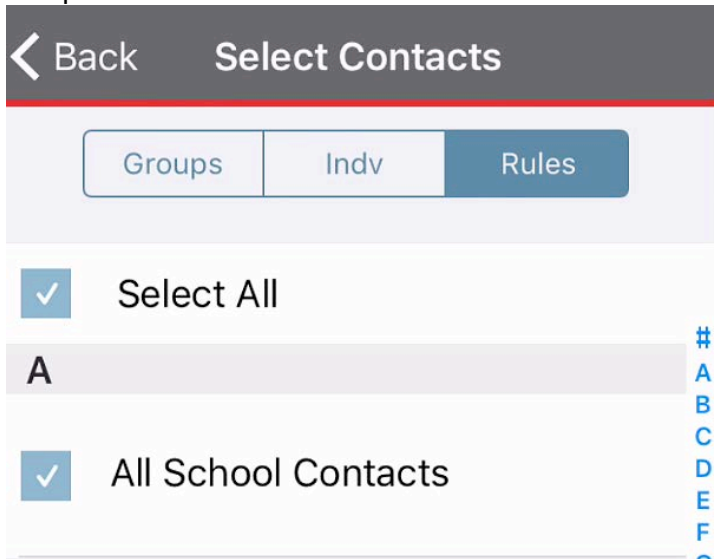 Back Select Contacts
Groups Indv Rules
Select All
A
All School Contacts
#
A
B
C
D
E
F